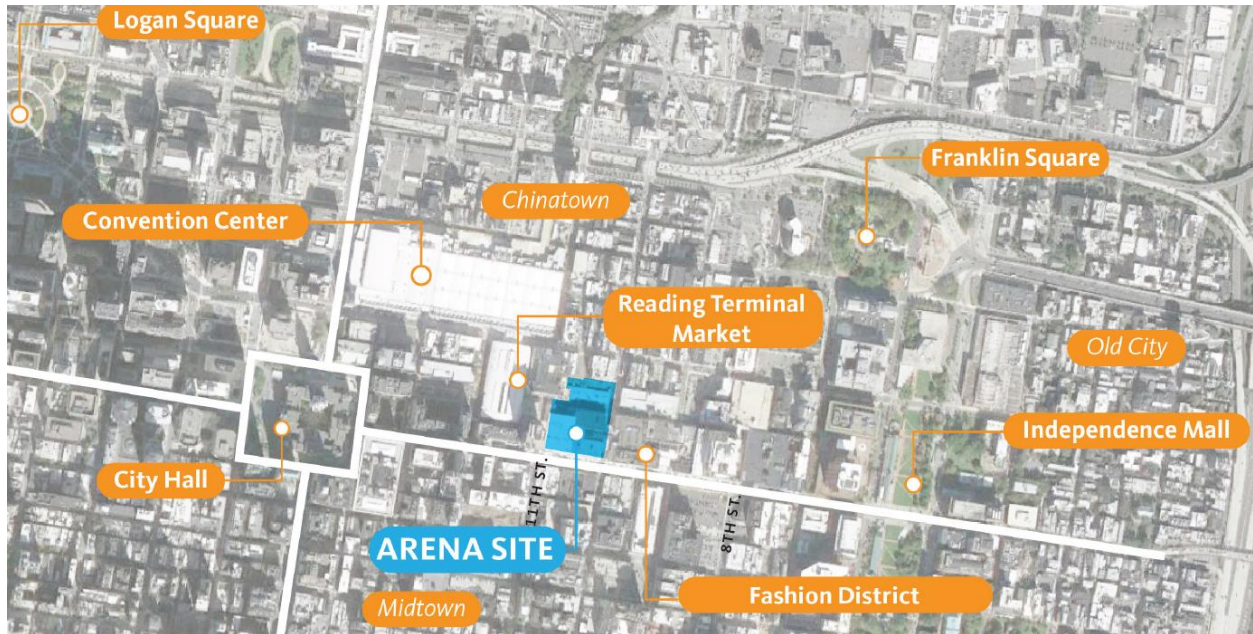 Logan Square
Franklin Square
Chinatown
Convention Center
Reading Terminal
Market
Old City
Independence Mall
City Hall
11TH ST.
8TH ST.
ARENA SITE
Fashion District
Midtown